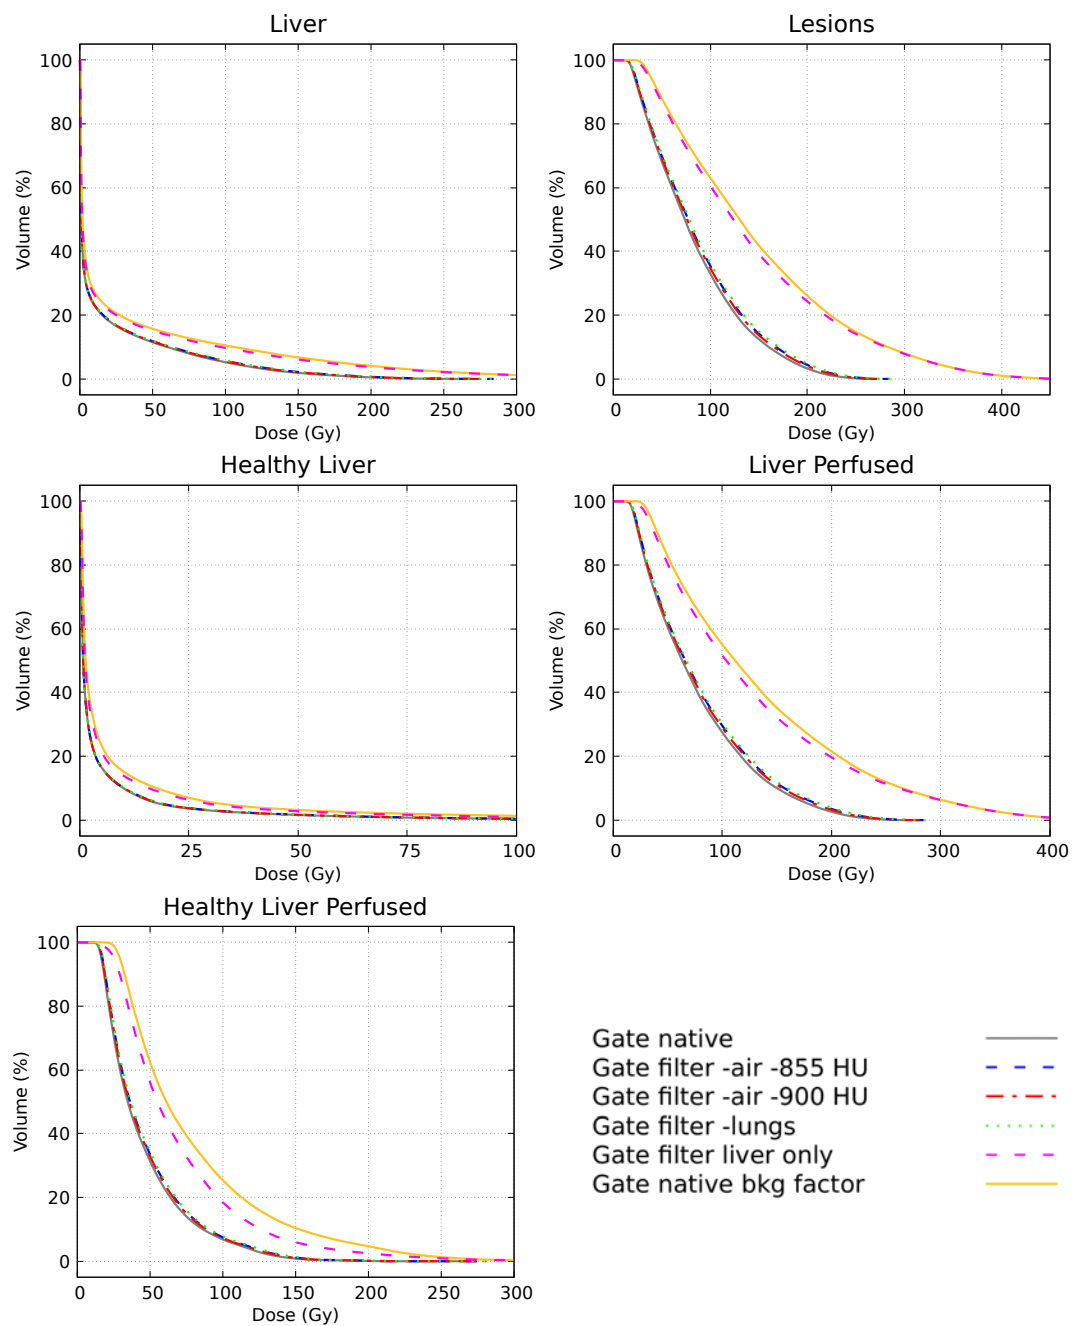 Liver
Volume (%)
100
80
60
40
20
0
0 50 100 150 200 250 300
Dose (Gy)
Lesions
Volume (%)
100
80
60
40
20
0
0 100 200 300 400
Dose (Gy)
Healthy Liver
Volume (%)
100
80
60
40
20
0
0 25 50 75 100
Dose (Gy)
Liver Perfused
Volume (%)
100
80
60
40
20
0
0 100 200 300 400
Dose (Gy)
Healthy Liver Perfused
Volume (%)
100
80
60
40
20
0
0 50 100 150 200 250 300
Dose (Gy)
Gate native
Gate filter -air -855 HU
Gate filter -air -900 HU
Gate filter -lungs
Gate filter liver only
Gate native bkg factor